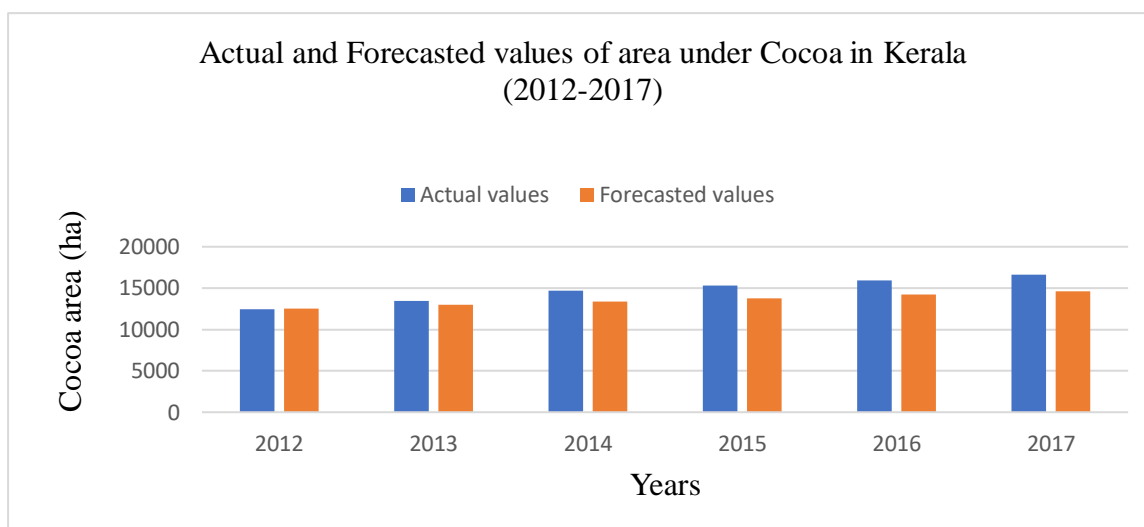 Actual and Forecasted values of area under Cocoa in Kerala
(2012-2017)
Actual values Forecasted values
Cocoa area (ha)
20000
15000
10000
5000
0
2012 2013 2014 2015 2016 2017
Years